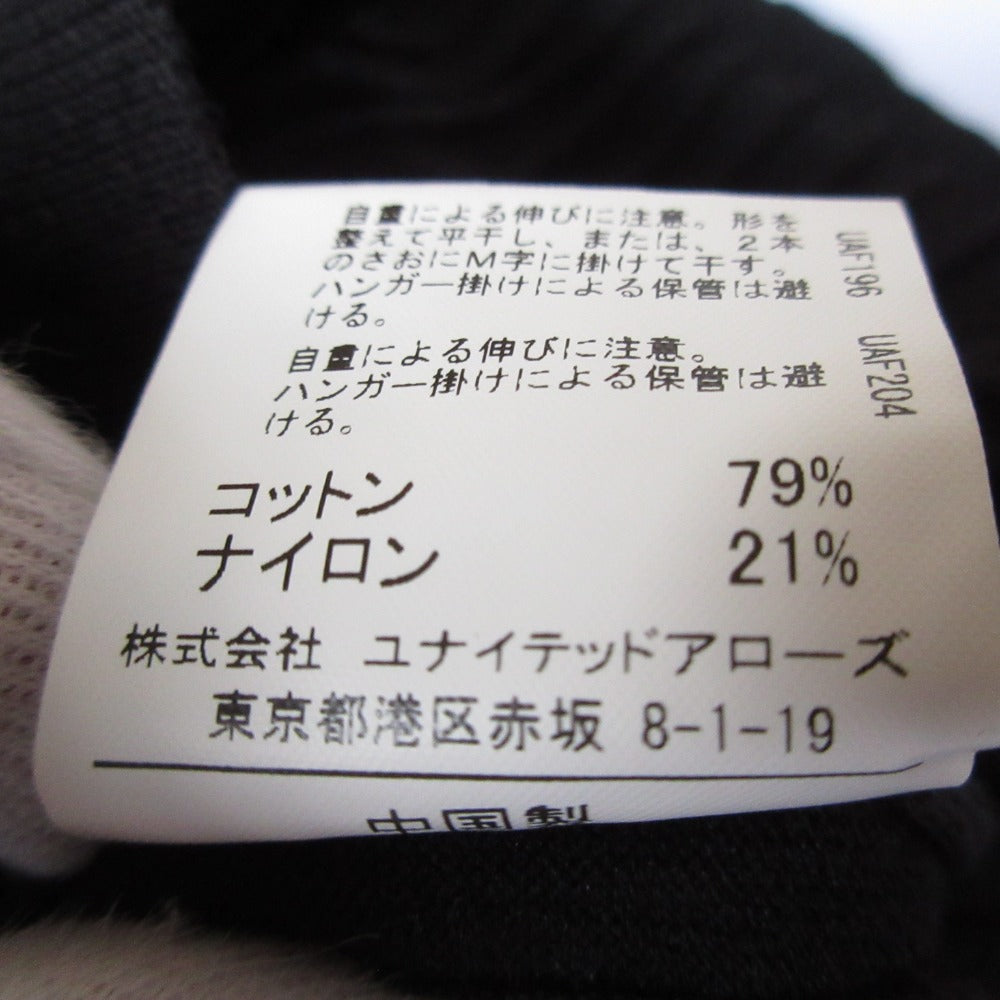 自重による伸びに注意。形を
整えて平干し、または、2本
のさおにM字に掛けて干す。
ハンガー掛けによる保管は避
ける。
自重による伸びに注意。
ハンガー掛けによる保管は避
ける。
UAF196
UAF204
コットン 79%
ナイロン 21%
株式会社 ユナイテッドアローズ
東京都港区赤坂 8-1-19
中国製